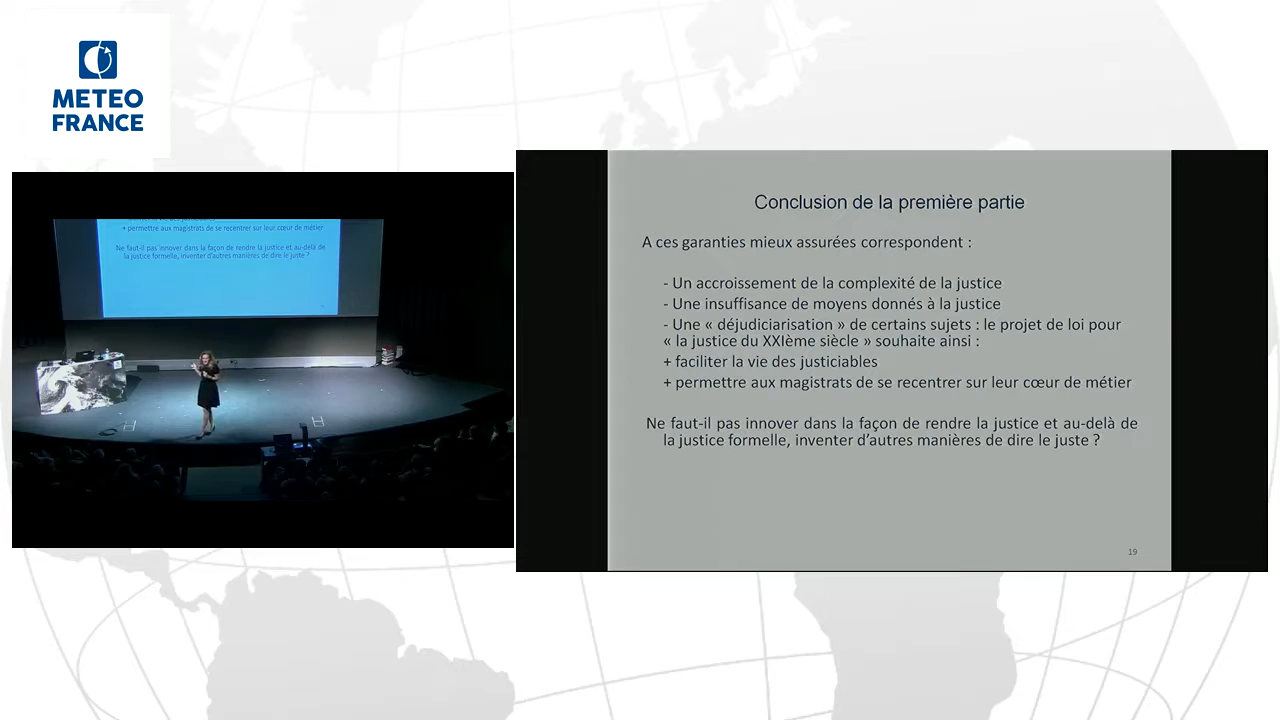 METEO
FRANCE
+ permettre aux magistrats de se recentrer sur leur cœur de métier
Ne faut-il pas innover dans la façon de rendre la justice et au-delà de
la justice formelle, inventer d'autres manières de dire le juste ?
Conclusion de la première partie
A ces garanties mieux assurées correspondent :
- Un accroissement de la complexité de la justice
- Une insuffisance de moyens donnés à la justice
- Une « déjudiciarisation » de certains sujets : le projet de loi pour
« la justice du XXIème siècle » souhaite ainsi :
+ faciliter la vie des justiciables
+ permettre aux magistrats de se recentrer sur leur cœur de métier
Ne faut-il pas innover dans la façon de rendre la justice et au-delà de
la justice formelle, inventer d'autres manières de dire le juste ?
19